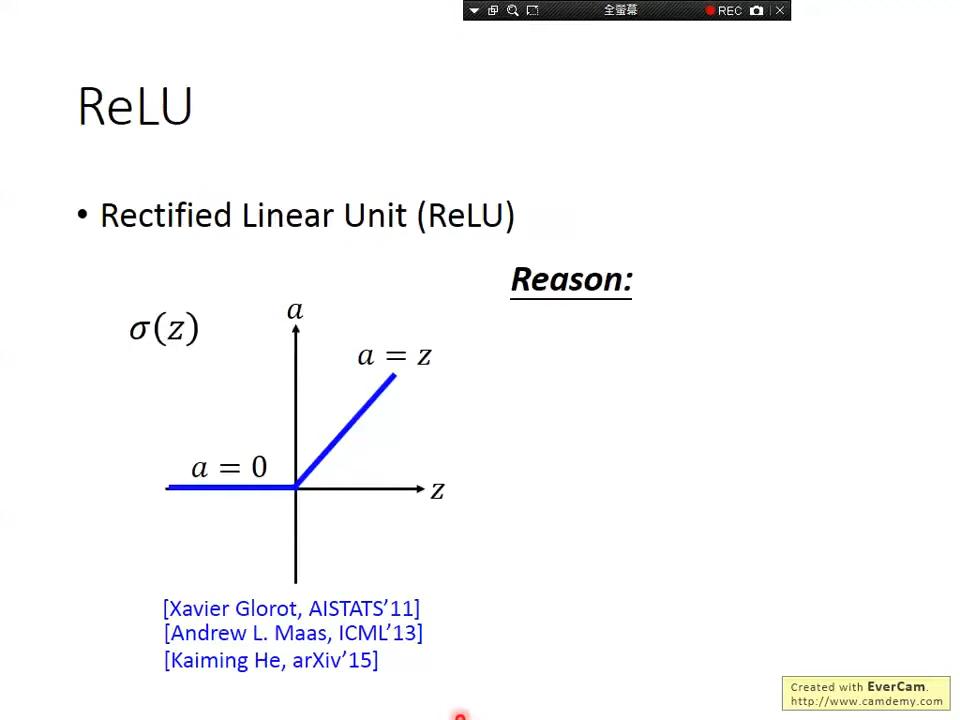 全螢幕
REC
ReLU
• Rectified Linear Unit (ReLU)
Reason:
σ(z)
a
a = z
a = 0
z
[Xavier Glorot, AISTATS’11]
[Andrew L. Maas, ICML’13]
[Kaiming He, arXiv’15]
Created with EverCam.
http://www.camdemy.com